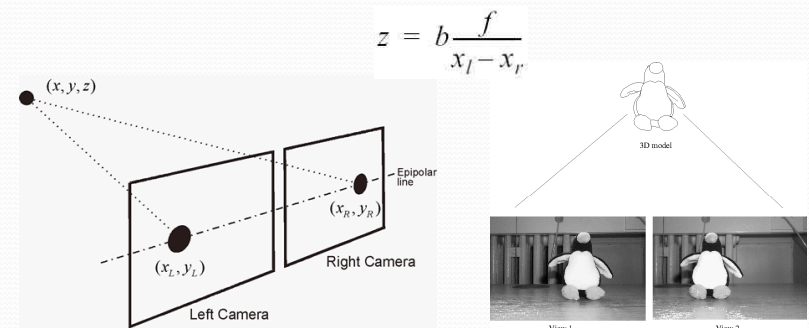 z = b f / (x_l − x_r)
(x, y, z)
3D model
Epipolar
line
(x_R, y_R)
(x_L, y_L)
Right Camera
Left Camera